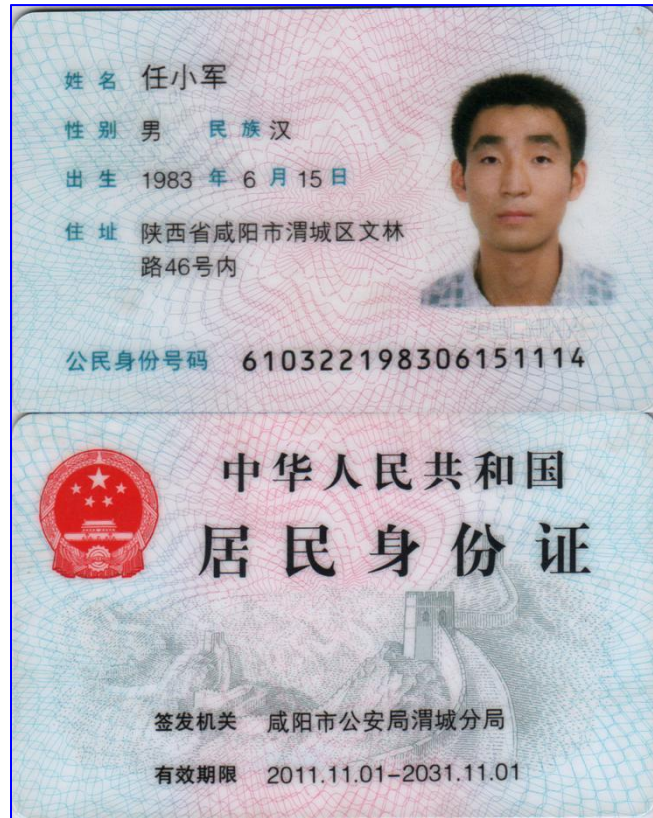 姓名 任小军
性别 男 民族 汉
出生 1983 年 6 月 15 日
住址 陕西省咸阳市渭城区文林
路46号内
公民身份号码 610322198306151114
中华人民共和国
居民身份证
签发机关 咸阳市公安局渭城分局
有效期限 2011.11.01-2031.11.01